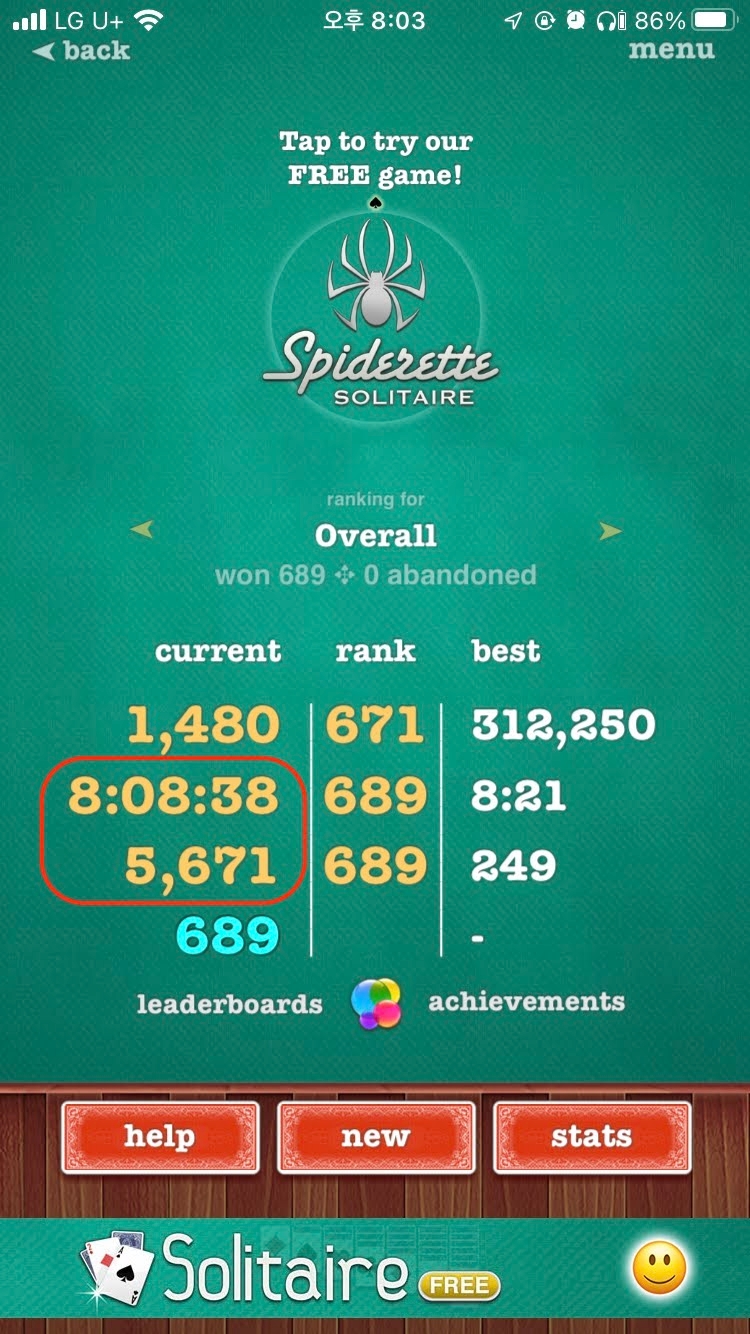 LG U+ 오후 8:03 86%
back menu
Tap to try our
FREE game!
Spiderette
SOLITAIRE
ranking for
Overall
won 689 0 abandoned
current rank best
1,480 671 312,250
8:08:38 689 8:21
5,671 689 249
689 -
leaderboards achievements
help new stats
Solitaire FREE